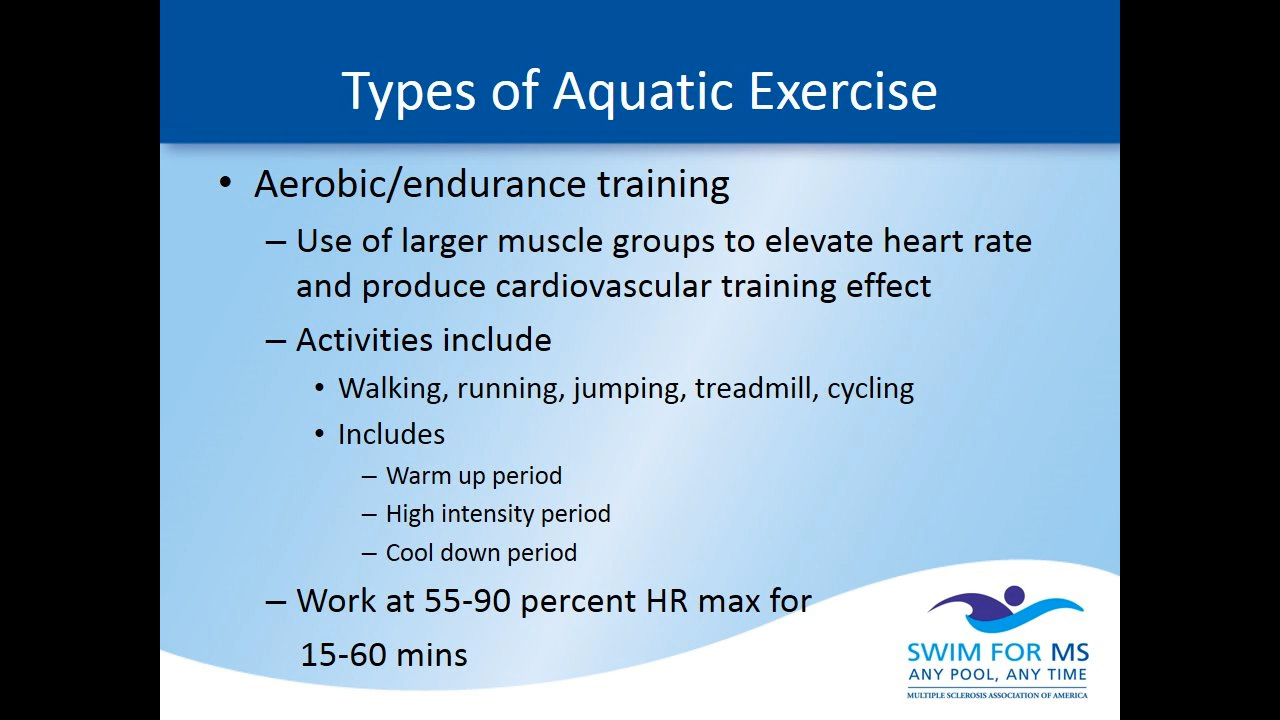 Types of Aquatic Exercise
• Aerobic/endurance training
– Use of larger muscle groups to elevate heart rate
and produce cardiovascular training effect
– Activities include
• Walking, running, jumping, treadmill, cycling
• Includes
– Warm up period
– High intensity period
– Cool down period
– Work at 55-90 percent HR max for
15-60 mins
SWIM FOR MS
ANY POOL, ANY TIME
MULTIPLE SCLEROSIS ASSOCIATION OF AMERICA